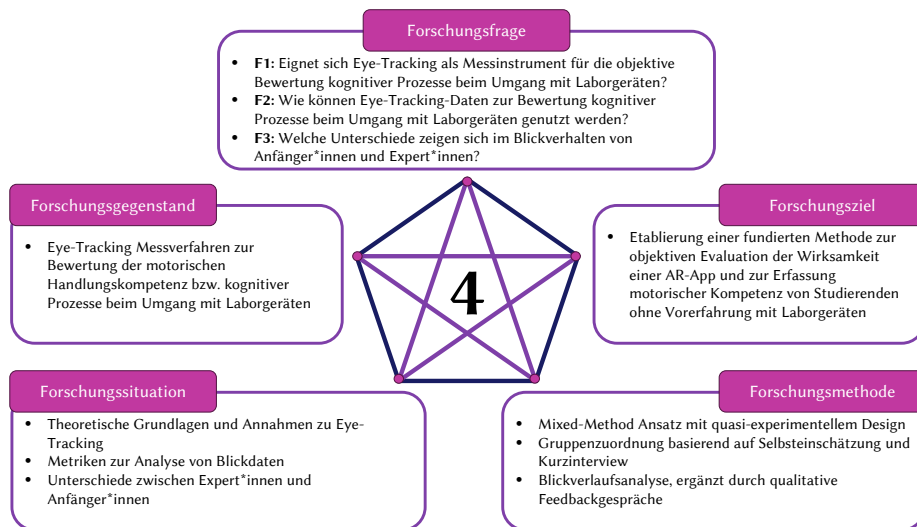 Forschungsfrage
• F1: Eignet sich Eye-Tracking als Messinstrument für die objektive
Bewertung kognitiver Prozesse beim Umgang mit Laborgeräten?
• F2: Wie können Eye-Tracking-Daten zur Bewertung kognitiver
Prozesse beim Umgang mit Laborgeräten genutzt werden?
• F3: Welche Unterschiede zeigen sich im Blickverhalten von
Anfänger*innen und Expert*innen?
Forschungsgegenstand
• Eye-Tracking Messverfahren zur
Bewertung der motorischen
Handlungskompetenz bzw. kognitiver
Prozesse beim Umgang mit Laborgeräten
4
Forschungsziel
• Etablierung einer fundierten Methode zur
objektiven Evaluation der Wirksamkeit
einer AR-App und zur Erfassung
motorischer Kompetenz von Studierenden
ohne Vorerfahrung mit Laborgeräten
Forschungssituation
• Theoretische Grundlagen und Annahmen zu Eye-
Tracking
• Metriken zur Analyse von Blickdaten
• Unterschiede zwischen Expert*innen und
Anfänger*innen
Forschungsmethode
• Mixed-Method Ansatz mit quasi-experimentellem Design
• Gruppenzuordnung basierend auf Selbsteinschätzung und
Kurzinterview
• Blickverlaufsanalyse, ergänzt durch qualitative
Feedbackgespräche